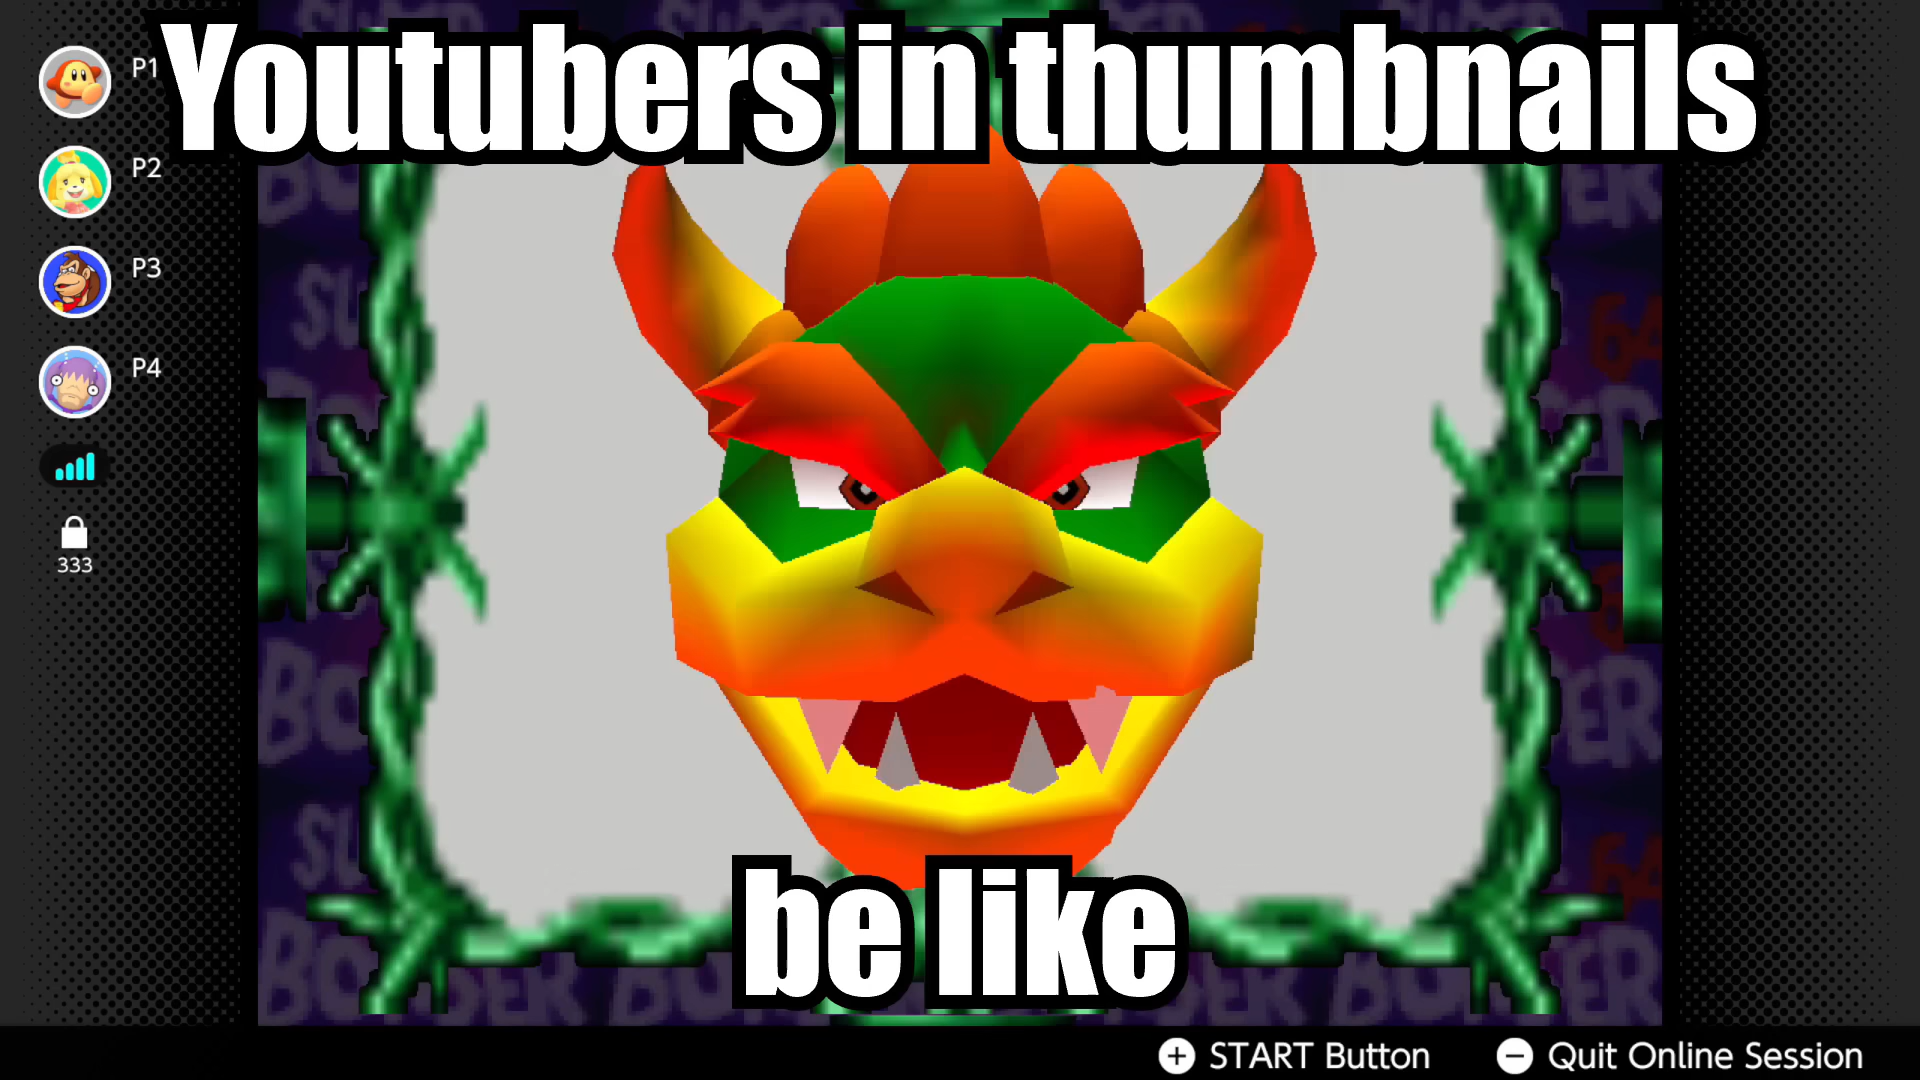 Youtubers in thumbnails
P1
P2
P3
P4
333
be like
START Button
Quit Online Session